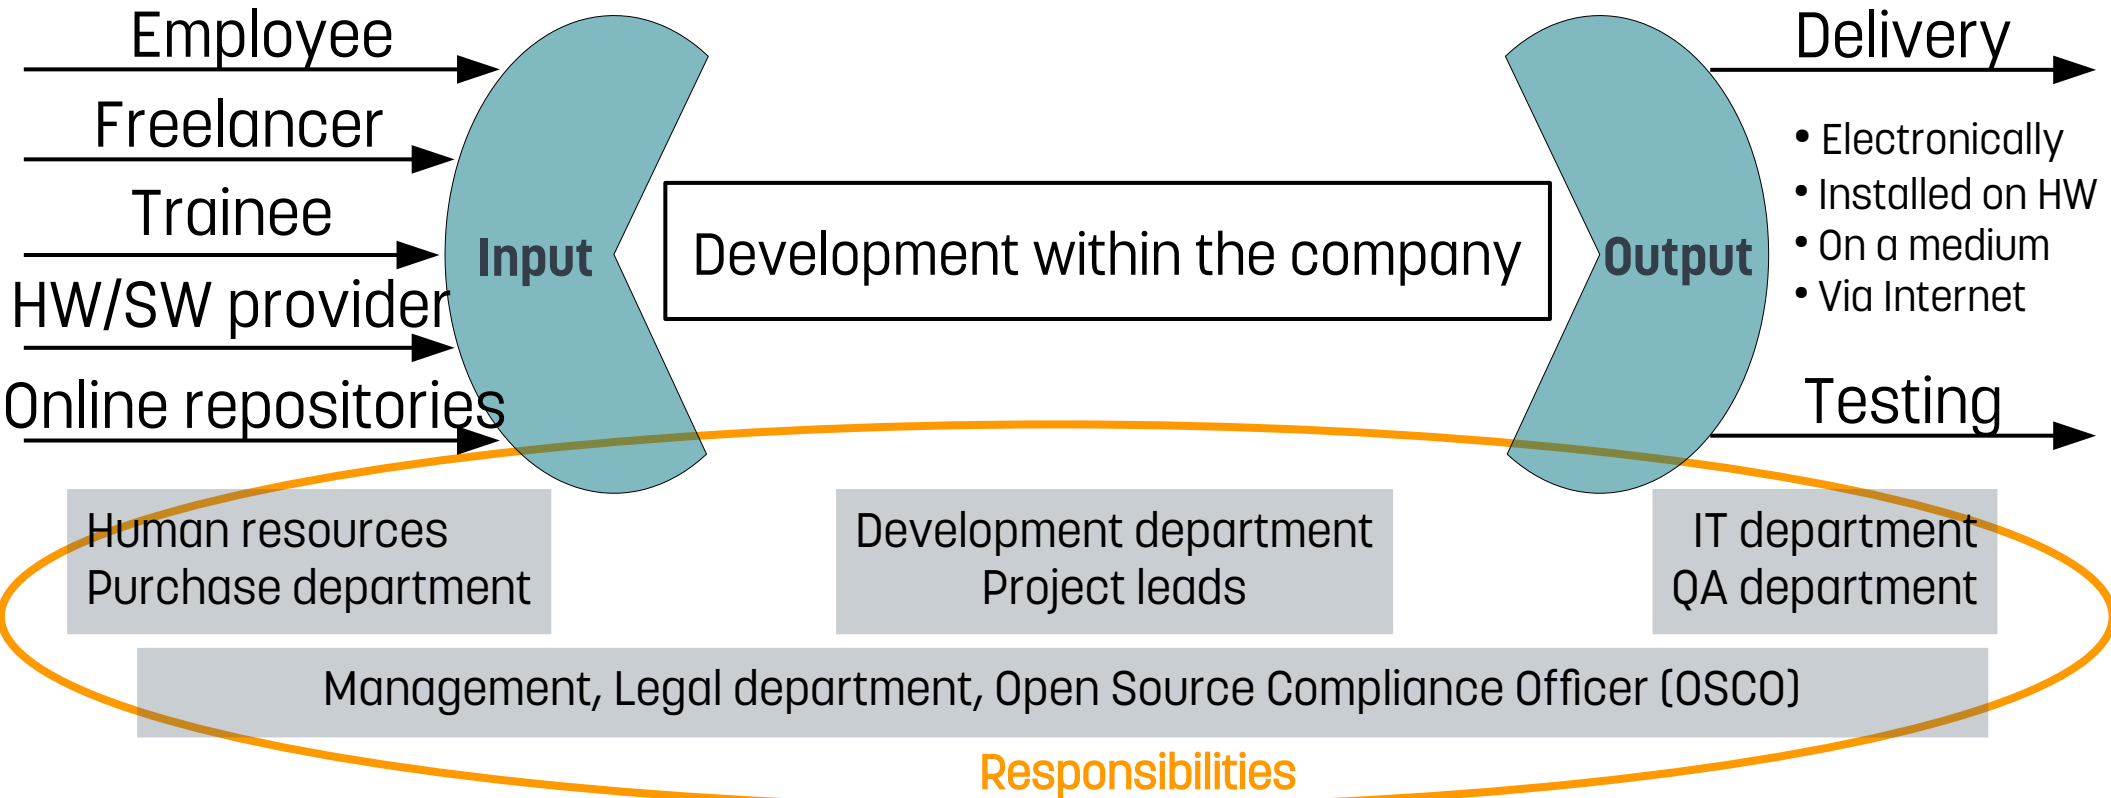 Employee
Freelancer
Trainee
HW/SW provider
Online repositories
Input
Development within the company
Output
Delivery
• Electronically
• Installed on HW
• On a medium
• Via Internet
Testing
Human resources
Purchase department
Development department
Project leads
IT department
QA department
Management, Legal department, Open Source Compliance Officer (OSCO)
Responsibilities